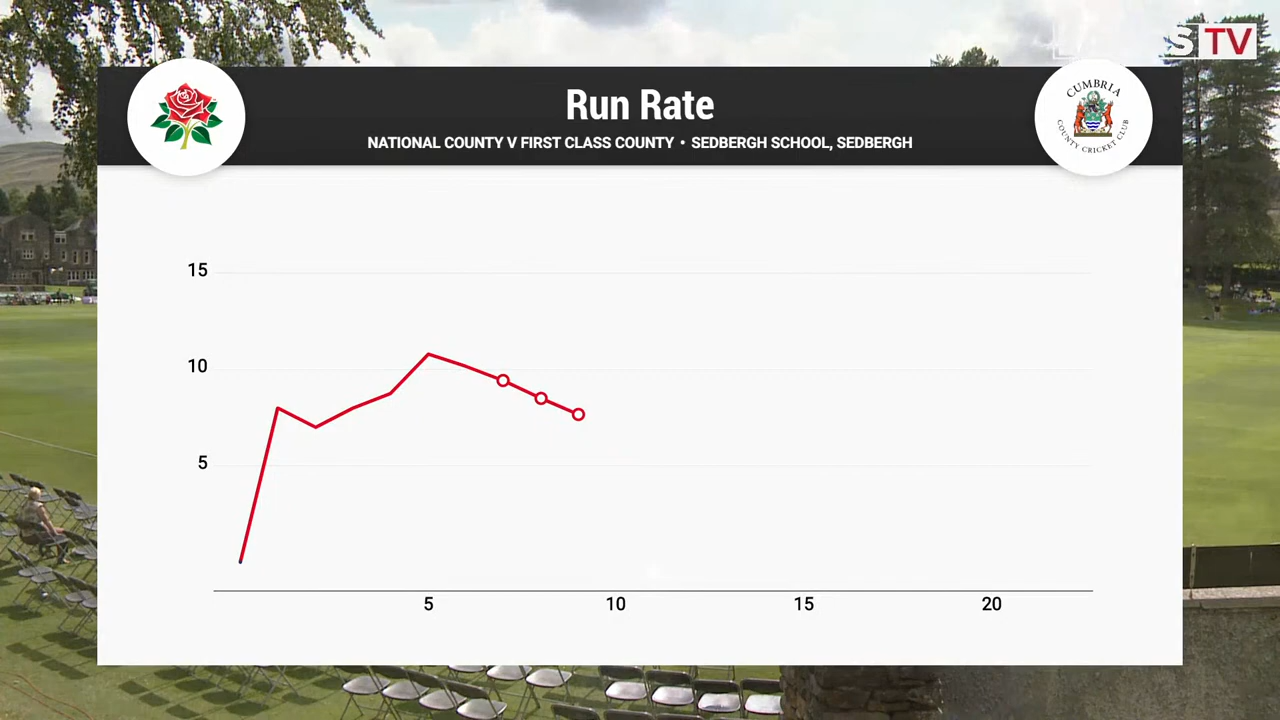 S TV
Run Rate
NATIONAL COUNTY V FIRST CLASS COUNTY • SEDBERGH SCHOOL, SEDBERGH
CUMBRIA
COUNTY CRICKET CLUB
15
10
5
5 10 15 20